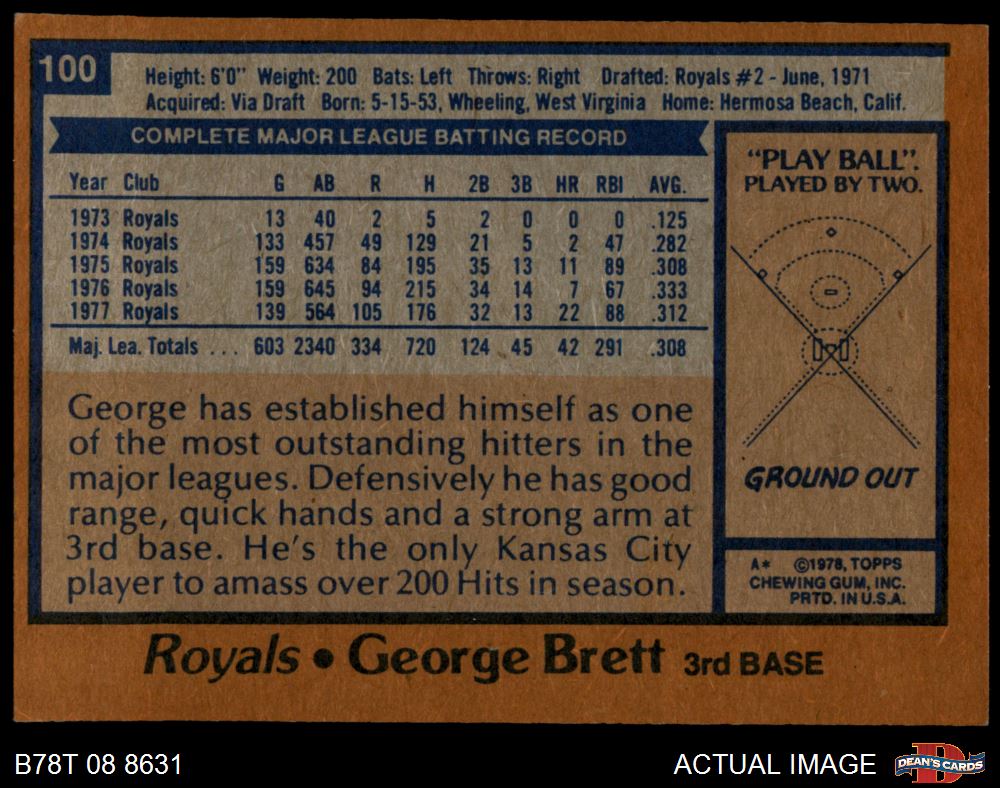 100
Height: 6'0" Weight: 200 Bats: Left Throws: Right Drafted: Royals #2 - June, 1971
Acquired: Via Draft Born: 5-15-53, Wheeling, West Virginia Home: Hermosa Beach, Calif.
COMPLETE MAJOR LEAGUE BATTING RECORD
Year Club G AB R H 2B 3B HR RBI AVG.
1973 Royals 13 40 2 5 2 0 0 0 .125
1974 Royals 133 457 49 129 21 5 2 47 .282
1975 Royals 159 634 84 195 35 13 11 89 .308
1976 Royals 159 645 94 215 34 14 7 67 .333
1977 Royals 139 564 105 176 32 13 22 88 .312
Maj. Lea. Totals ... 603 2340 334 720 124 45 42 291 .308
George has established himself as one
of the most outstanding hitters in the
major leagues. Defensively he has good
range, quick hands and a strong arm at
3rd base. He's the only Kansas City
player to amass over 200 Hits in season.
"PLAY BALL".
PLAYED BY TWO.
GROUND OUT
A* ©1978, TOPPS
CHEWING GUM, INC.
PRTD. IN U.S.A.
Royals • George Brett 3rd BASE
B78T 08 8631
ACTUAL IMAGE
D
DEAN'S CARDS